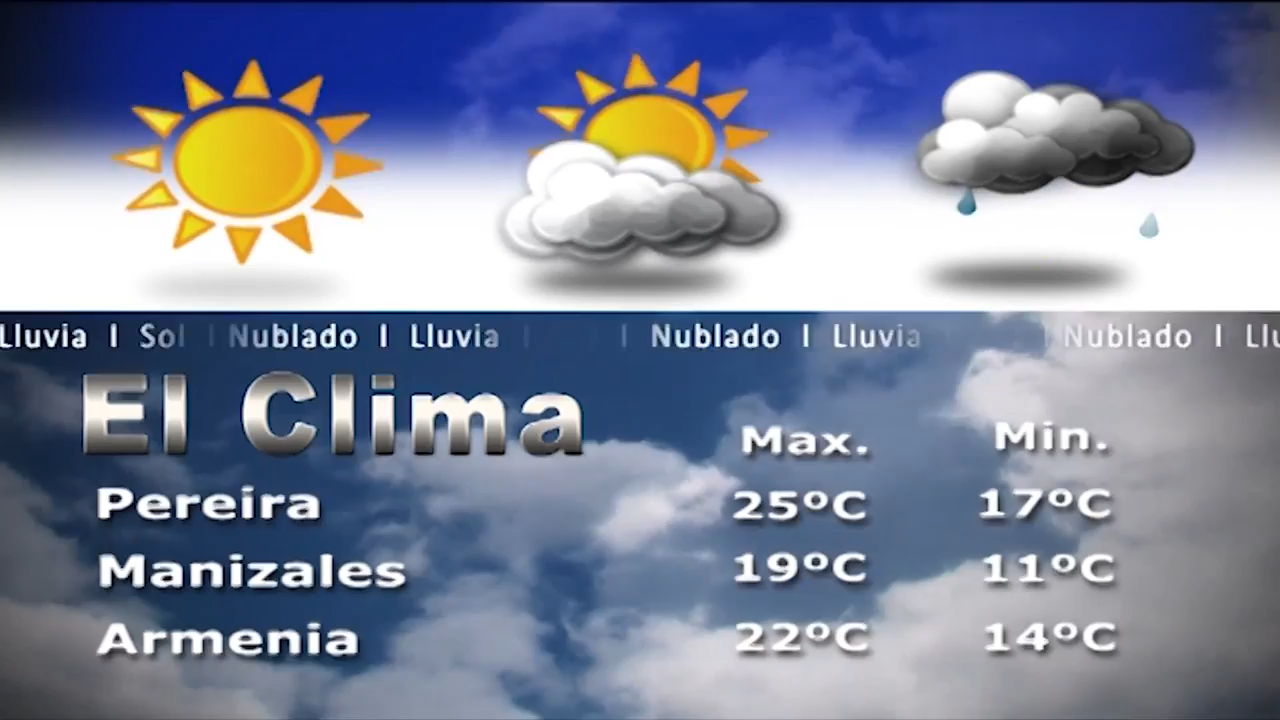 Lluvia I Sol I Nublado I Lluvia I I Nublado I Lluvia I Nublado I Llu
El Clima
Max. Min.
Pereira 25ºC 17ºC
Manizales 19ºC 11ºC
Armenia 22ºC 14ºC